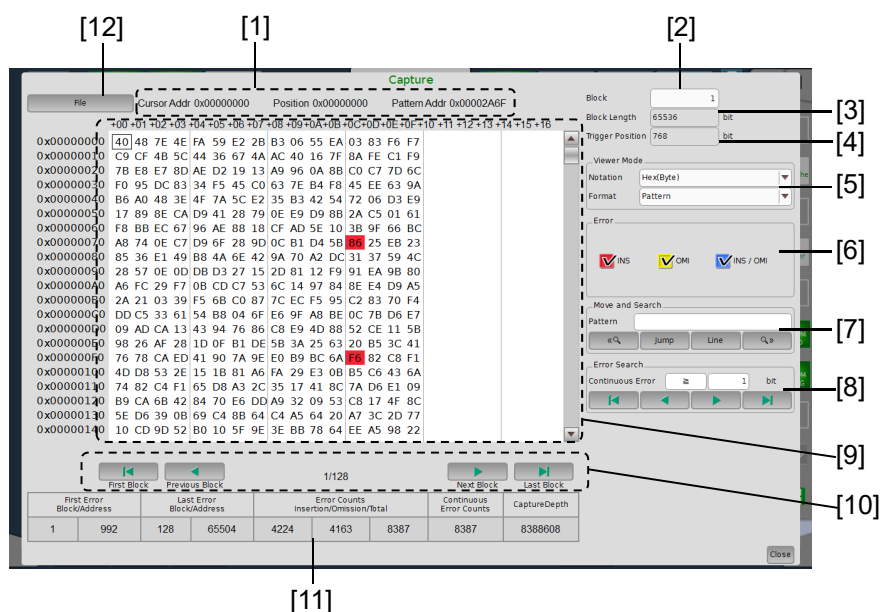 [12] [1] [2]
Capture
File
Cursor Addr 0x00000000 Position 0x00000000 Pattern Addr 0x00002A6F
Block 1
Block Length 65536 bit [3]
Trigger Position 768 bit [4]
+00 +01 +02 +03 +04 +05 +06 +07 +08 +09 +0A +0B +0C +0D +0E +0F +10 +11 +12 +13 +14 +15 +16
0x00000000 40 48 7E 4E FA 59 E2 2B B3 06 55 EA 03 83 F6 F7
0x00000010 C9 CF 4B 5C 44 36 67 4A AC 40 16 7F 8A FE C1 F9
0x00000020 7B E8 E7 8D AE D2 19 13 A9 96 0A 8B C0 C7 7D 6C
0x00000030 F0 95 DC 83 34 F5 45 C0 63 7E B4 F8 45 EE 63 9A
0x00000040 B6 A0 48 3E 4F 7A 5C E2 35 B3 42 54 72 06 D3 E9
0x00000050 17 89 8E CA D9 41 28 79 0E E9 D9 8B 2A C5 01 61
0x00000060 F8 BB EC 67 96 AE 88 18 CF AD 5E 10 3B 9F 66 BC
0x00000070 A8 74 0E C7 D9 6F 28 9D 0C B1 D4 5B 86 25 EB 23
0x00000080 85 36 E1 49 B8 4A 6E 42 9A 70 A2 DC 31 37 59 4C
0x00000090 28 57 0E 0D DB D3 27 15 2D 81 12 F9 91 EA 9B 80
0x000000A0 A6 FC 29 F7 0B CD C7 53 6C 14 97 84 8E E4 D9 A5
0x000000B0 2A 21 03 39 F5 6B C0 87 7C EC F5 95 C2 83 70 F4
0x000000C0 DD C5 33 61 54 B8 04 6F E6 9F A8 BE 0C 7B D6 E7
0x000000D0 09 AD CA 13 43 94 76 86 C8 E9 4D 88 52 CE 11 5B
0x000000E0 98 26 AF 28 1D 0F B1 DE 5B 3A 25 63 20 B5 3C 41
0x000000F0 76 78 CA ED 41 90 7A 9E E0 B9 BC 6A F6 82 C8 F1
0x00000100 4D D8 53 2E 15 1B 81 A6 FA 29 E3 0B B5 C6 43 6A
0x00000110 74 82 C4 F1 65 D8 A3 2C 35 17 41 8C 7A D6 E1 09
0x00000120 B9 CA 6B 42 84 70 E6 DD A9 32 09 53 C8 17 4F 8C
0x00000130 5E D6 39 0B 69 C4 8B 64 C4 A5 64 20 A7 3C 2D 77
0x00000140 10 CD 9D 52 B0 10 5F 9E 3E BB 78 64 EE A5 98 22
Viewer Mode
Notation Hex(Byte)
Format Pattern
[5]
Error
INS OMI INS / OMI
[6]
Move and Search
Pattern
Jump Line
[7]
Error Search
Continuous Error ≧ 1 bit
[8]
[9]
First Block Previous Block 1/128 Next Block Last Block
[10]
First Error Block/Address Last Error Block/Address Error Counts Insertion/Omission/Total Continuous Error Counts CaptureDepth
1 992 128 65504 4224 4163 8387 8387 8388608
Close
[11]